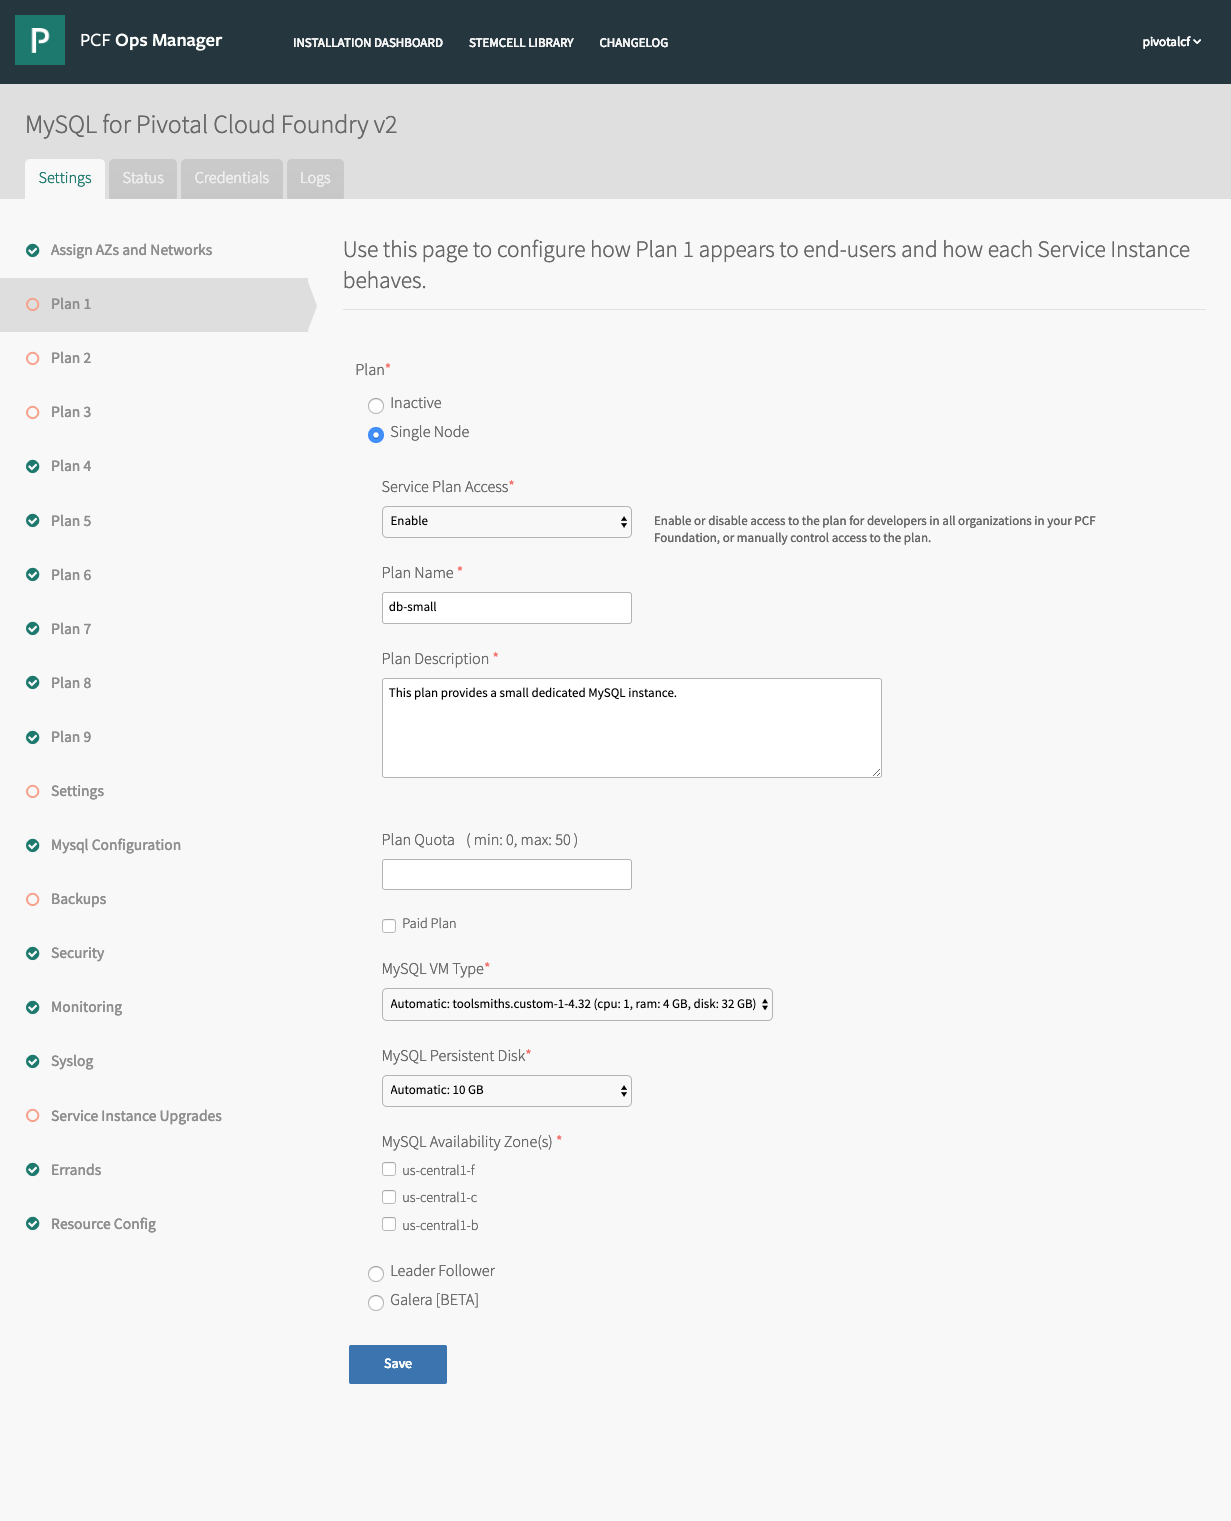 P
PCF Ops Manager
INSTALLATION DASHBOARD
STEMCELL LIBRARY
CHANGELOG
pivotalcf
MySQL for Pivotal Cloud Foundry v2
Settings
Status
Credentials
Logs
Assign AZs and Networks
Plan 1
Plan 2
Plan 3
Plan 4
Plan 5
Plan 6
Plan 7
Plan 8
Plan 9
Settings
Mysql Configuration
Backups
Security
Monitoring
Syslog
Service Instance Upgrades
Errands
Resource Config
Use this page to configure how Plan 1 appears to end-users and how each Service Instance
behaves.
Plan*
Inactive
Single Node
Service Plan Access*
Enable
Enable or disable access to the plan for developers in all organizations in your PCF
Foundation, or manually control access to the plan.
Plan Name *
db-small
Plan Description *
This plan provides a small dedicated MySQL instance.
Plan Quota ( min: 0, max: 50 )
Paid Plan
MySQL VM Type*
Automatic: toolsmiths.custom-1-4.32 (cpu: 1, ram: 4 GB, disk: 32 GB)
MySQL Persistent Disk*
Automatic: 10 GB
MySQL Availability Zone(s) *
us-central1-f
us-central1-c
us-central1-b
Leader Follower
Galera [BETA]
Save